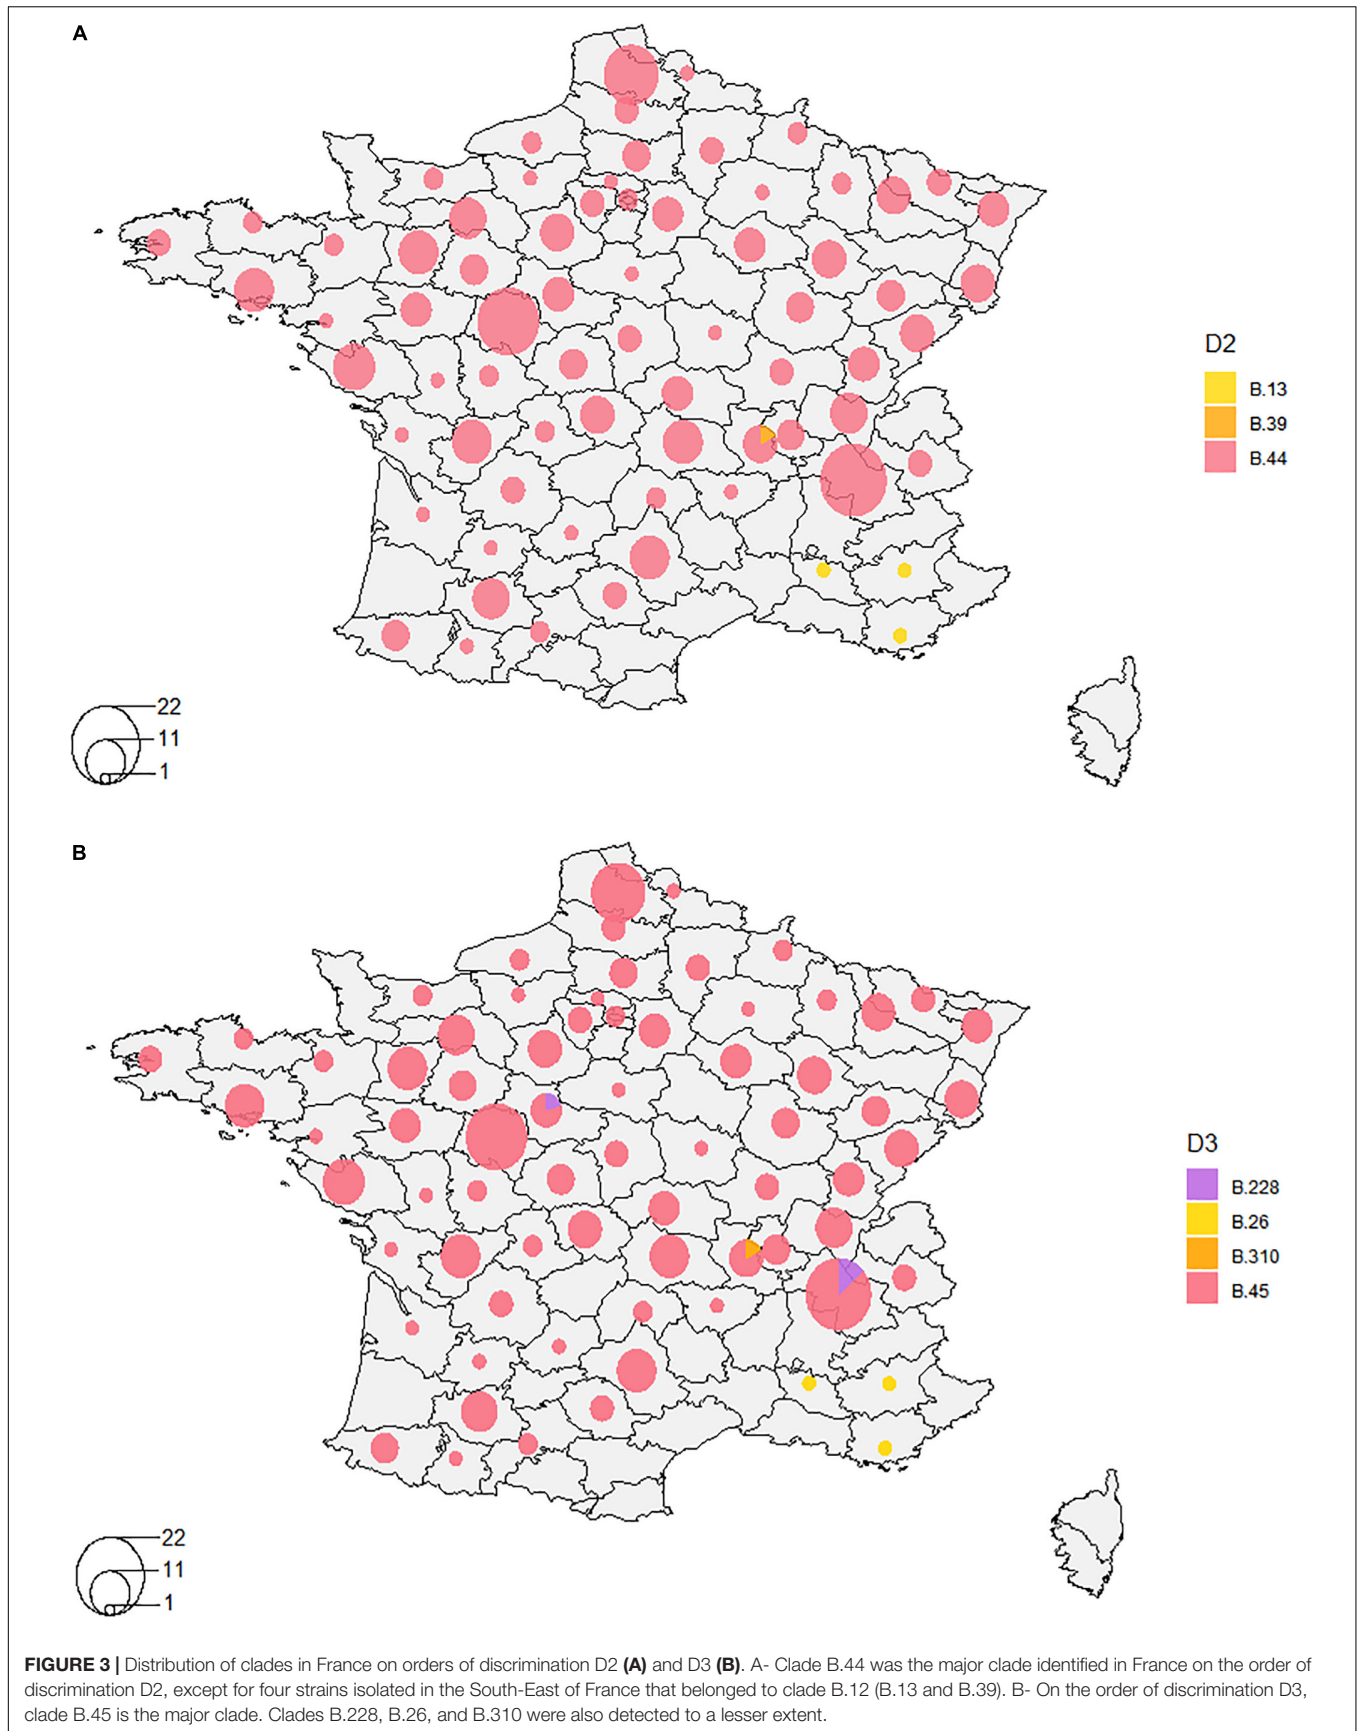 A
D2
B.13
B.39
B.44
22
11
1
B
D3
B.228
B.26
B.310
B.45
22
11
1
FIGURE 3 | Distribution of clades in France on orders of discrimination D2 (A) and D3 (B). A- Clade B.44 was the major clade identified in France on the order of
discrimination D2, except for four strains isolated in the South-East of France that belonged to clade B.12 (B.13 and B.39). B- On the order of discrimination D3,
clade B.45 is the major clade. Clades B.228, B.26, and B.310 were also detected to a lesser extent.